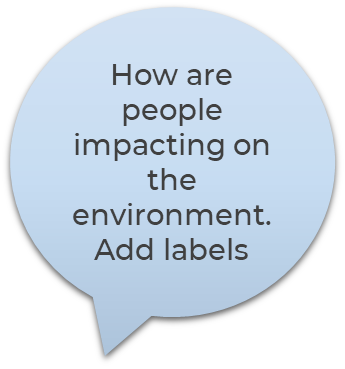 How are
people
impacting on
the
environment.
Add labels